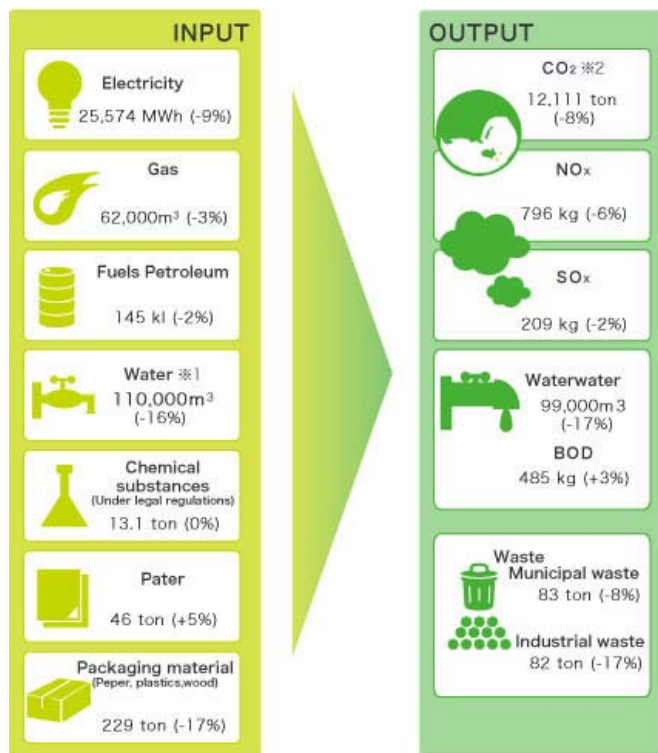 INPUT
Electricity
25,574 MWh (-9%)
Gas
62,000m³ (-3%)
Fuels Petroleum
145 kl (-2%)
Water ※1
110,000m³
(-16%)
Chemical
substances
(Under legal regulations)
13.1 ton (0%)
Pater
46 ton (+5%)
Packaging material
(Peper, plastics,wood)
229 ton (-17%)
OUTPUT
CO₂ ※2
12,111 ton
(-8%)
NOx
796 kg (-6%)
SOx
209 kg (-2%)
Waterwater
99,000m3
(-17%)
BOD
485 kg (+3%)
Waste
Municipal waste
83 ton (-8%)
Industrial waste
82 ton (-17%)